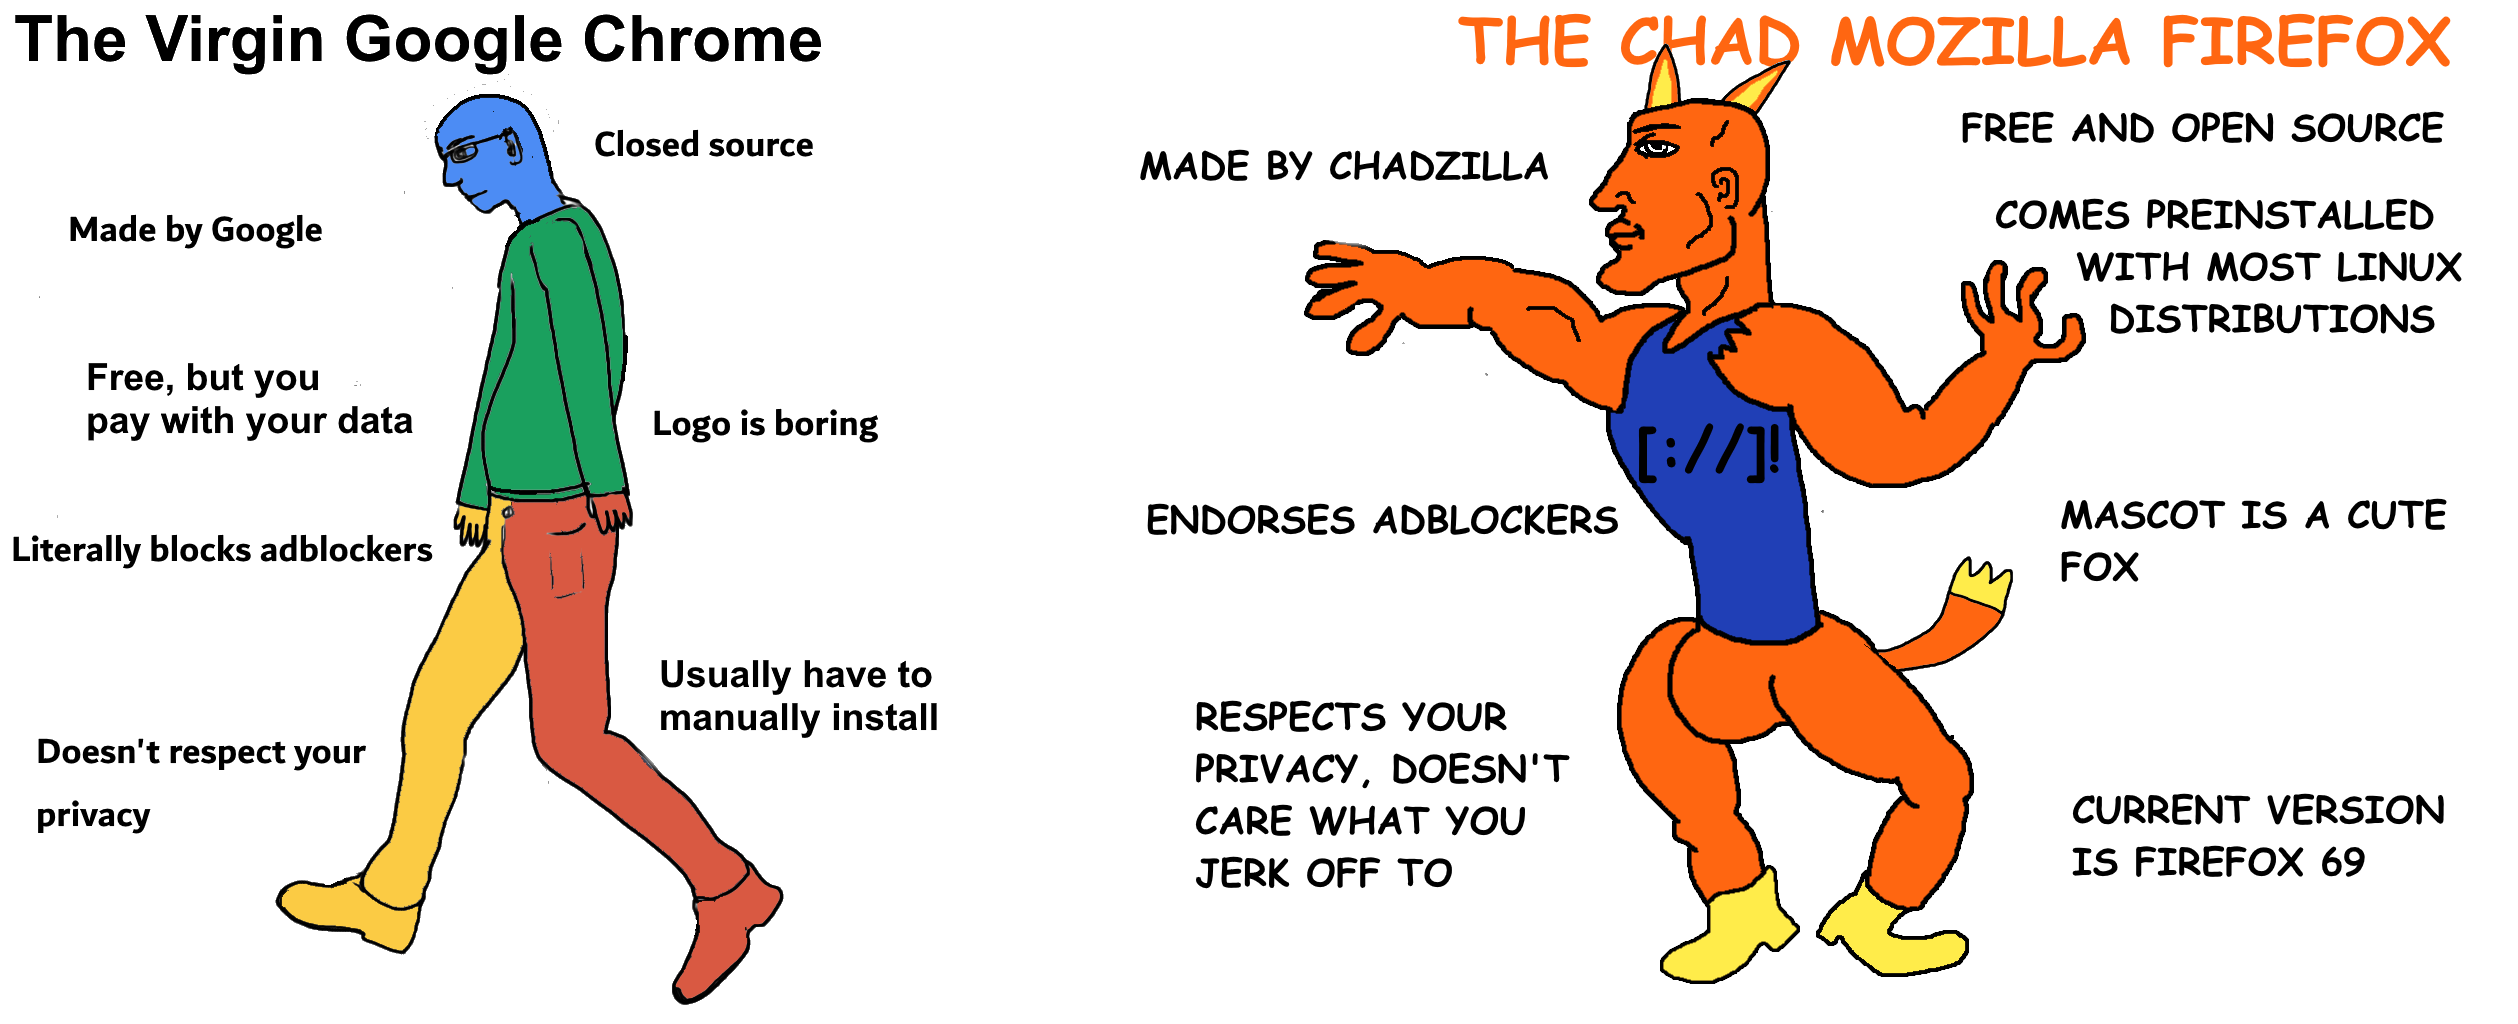 The Virgin Google Chrome
Closed source
Made by Google
Free, but you
pay with your data
Logo is boring
Literally blocks adblockers
Usually have to
manually install
Doesn't respect your
privacy
THE CHAD MOZILLA FIREFOX
FREE AND OPEN SOURCE
MADE BY CHADZILLA
COMES PREINSTALLED
WITH MOST LINUX
DISTRIBUTIONS
[://]!
ENDORSES ADBLOCKERS
MASCOT IS A CUTE
FOX
RESPECTS YOUR
PRIVACY, DOESN'T
CARE WHAT YOU
JERK OFF TO
CURRENT VERSION
IS FIREFOX 69